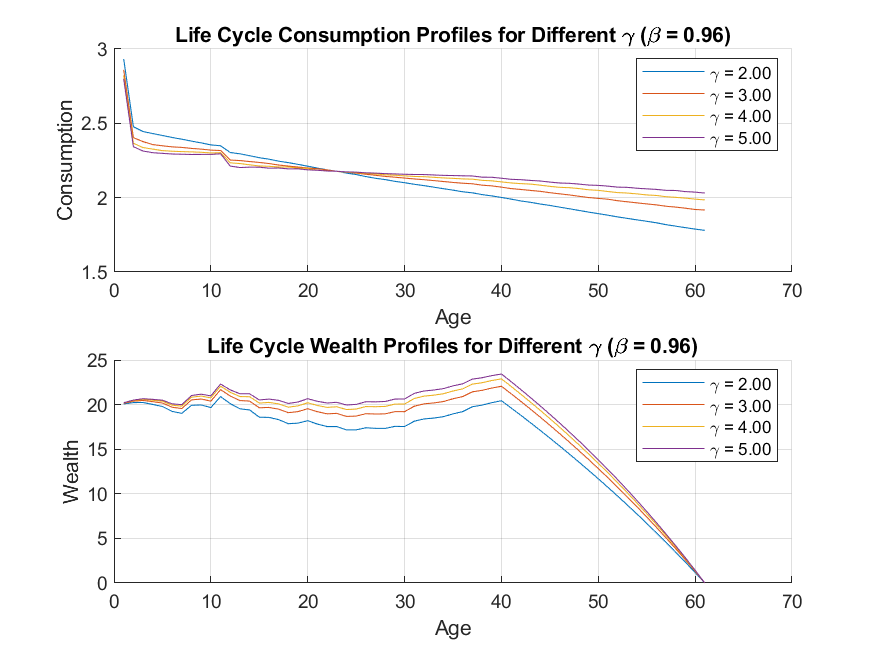 Life Cycle Consumption Profiles for Different γ (β = 0.96)
3
2.5
2
1.5
Consumption
γ = 2.00
γ = 3.00
γ = 4.00
γ = 5.00
0 10 20 30 40 50 60 70
Age
Life Cycle Wealth Profiles for Different γ (β = 0.96)
25
20
15
10
5
0
Wealth
γ = 2.00
γ = 3.00
γ = 4.00
γ = 5.00
0 10 20 30 40 50 60 70
Age